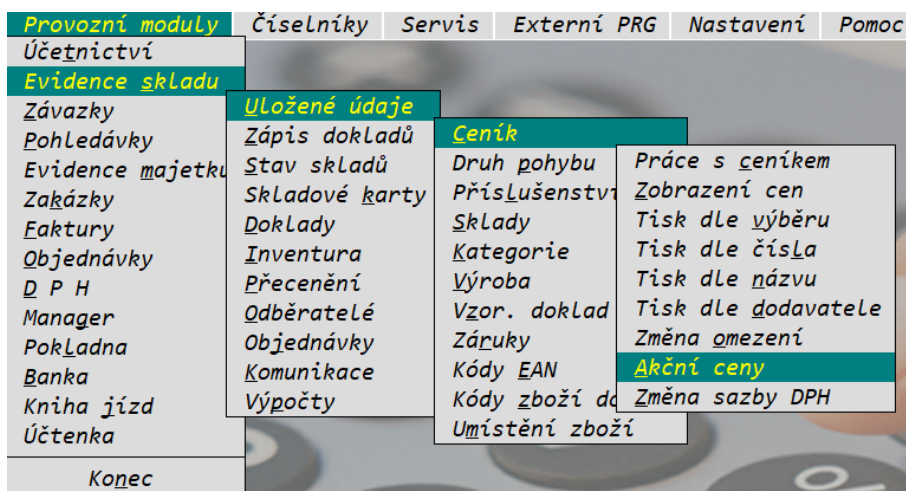 Provozní moduly Číselníky Servis Externí PRG Nastavení Pomoc
Účetnictví
Evidence skladu
Závazky
Pohledávky
Evidence majetku
Zakázky
Faktury
Objednávky
D P H
Manager
Pokladna
Banka
Kniha jízd
Účtenka
Konec
Uložené údaje
Zápis dokladů
Stav skladů
Skladové karty
Doklady
Inventura
Přecenění
Odběratelé
Objednávky
Komunikace
Výpočty
Ceník
Druh pohybu
Příslušenství
Sklady
Kategorie
Výroba
Vzor. doklad
Záruky
Kódy EAN
Kódy zboží do
Umístění zboží
Práce s ceníkem
Zobrazení cen
Tisk dle výběru
Tisk dle čísla
Tisk dle názvu
Tisk dle dodavatele
Změna omezení
Akční ceny
Změna sazby DPH